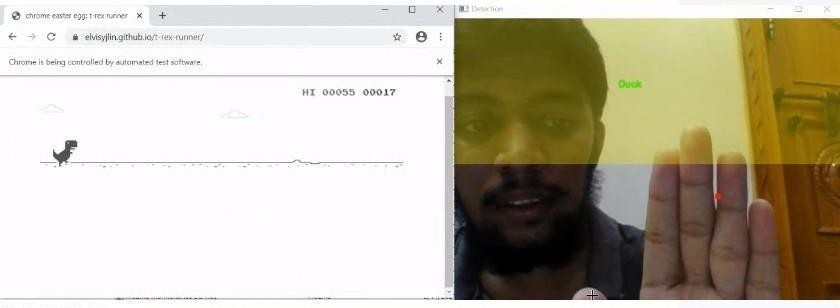 chrome easter egg: t-rex runner
elvisyjlin.github.io/t-rex-runner/
Chrome is being controlled by automated test software.
HI 00055 00017
Detection
Duck